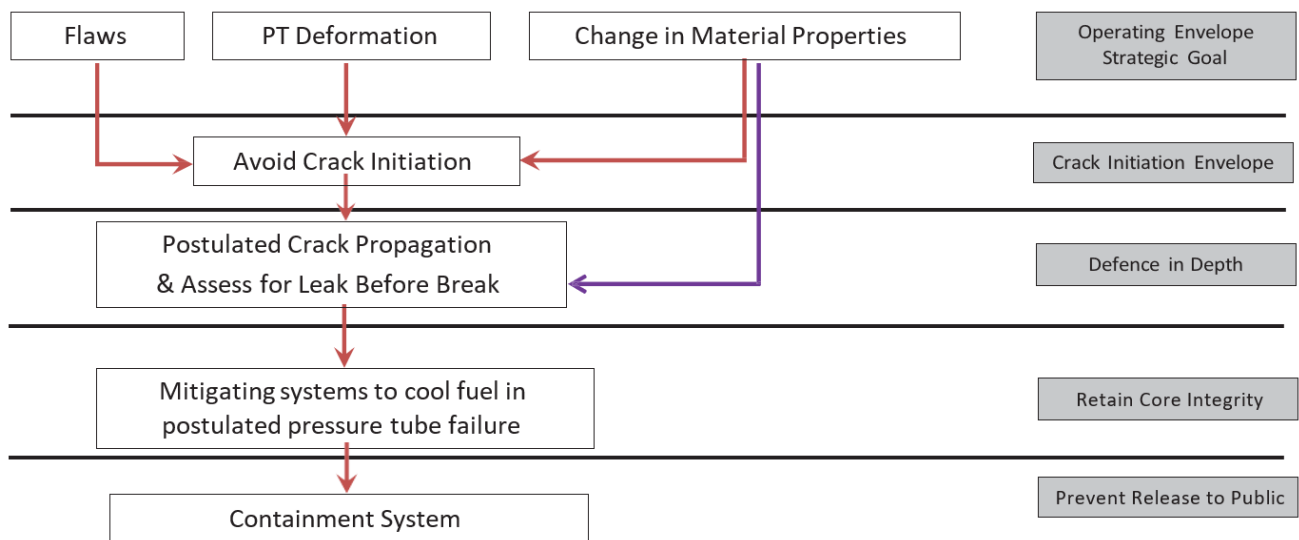 Flaws
PT Deformation
Change in Material Properties
Operating Envelope
Strategic Goal
Avoid Crack Initiation
Crack Initiation Envelope
Postulated Crack Propagation
& Assess for Leak Before Break
Defence in Depth
Mitigating systems to cool fuel in
postulated pressure tube failure
Retain Core Integrity
Containment System
Prevent Release to Public